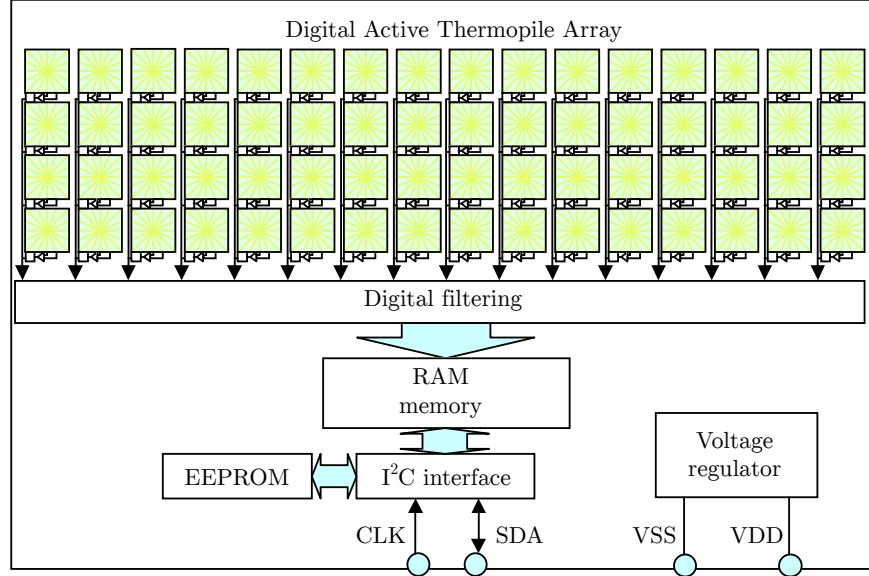 Digital Active Thermopile Array
Digital filtering
RAM
memory
Voltage
regulator
EEPROM
I²C interface
CLK
SDA
VSS
VDD